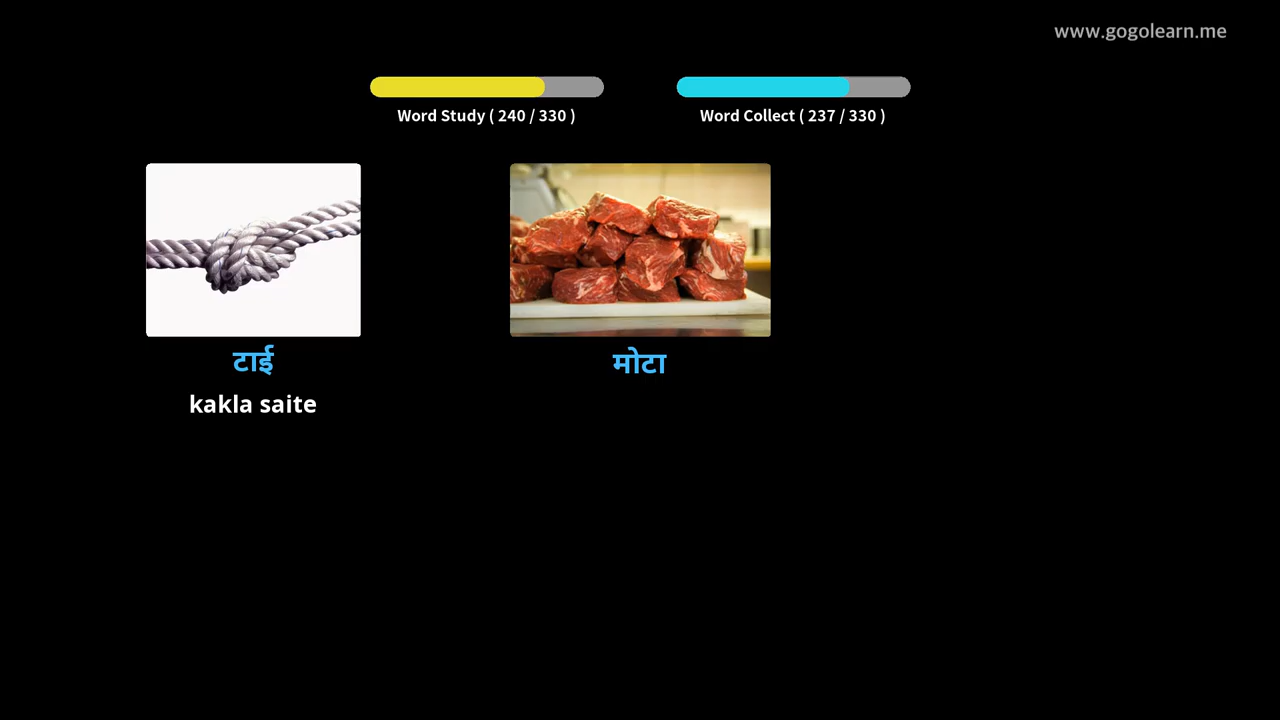 www.gogolearn.me
Word Study ( 240 / 330 )
Word Collect ( 237 / 330 )
टाई
मोटा
kakla saite